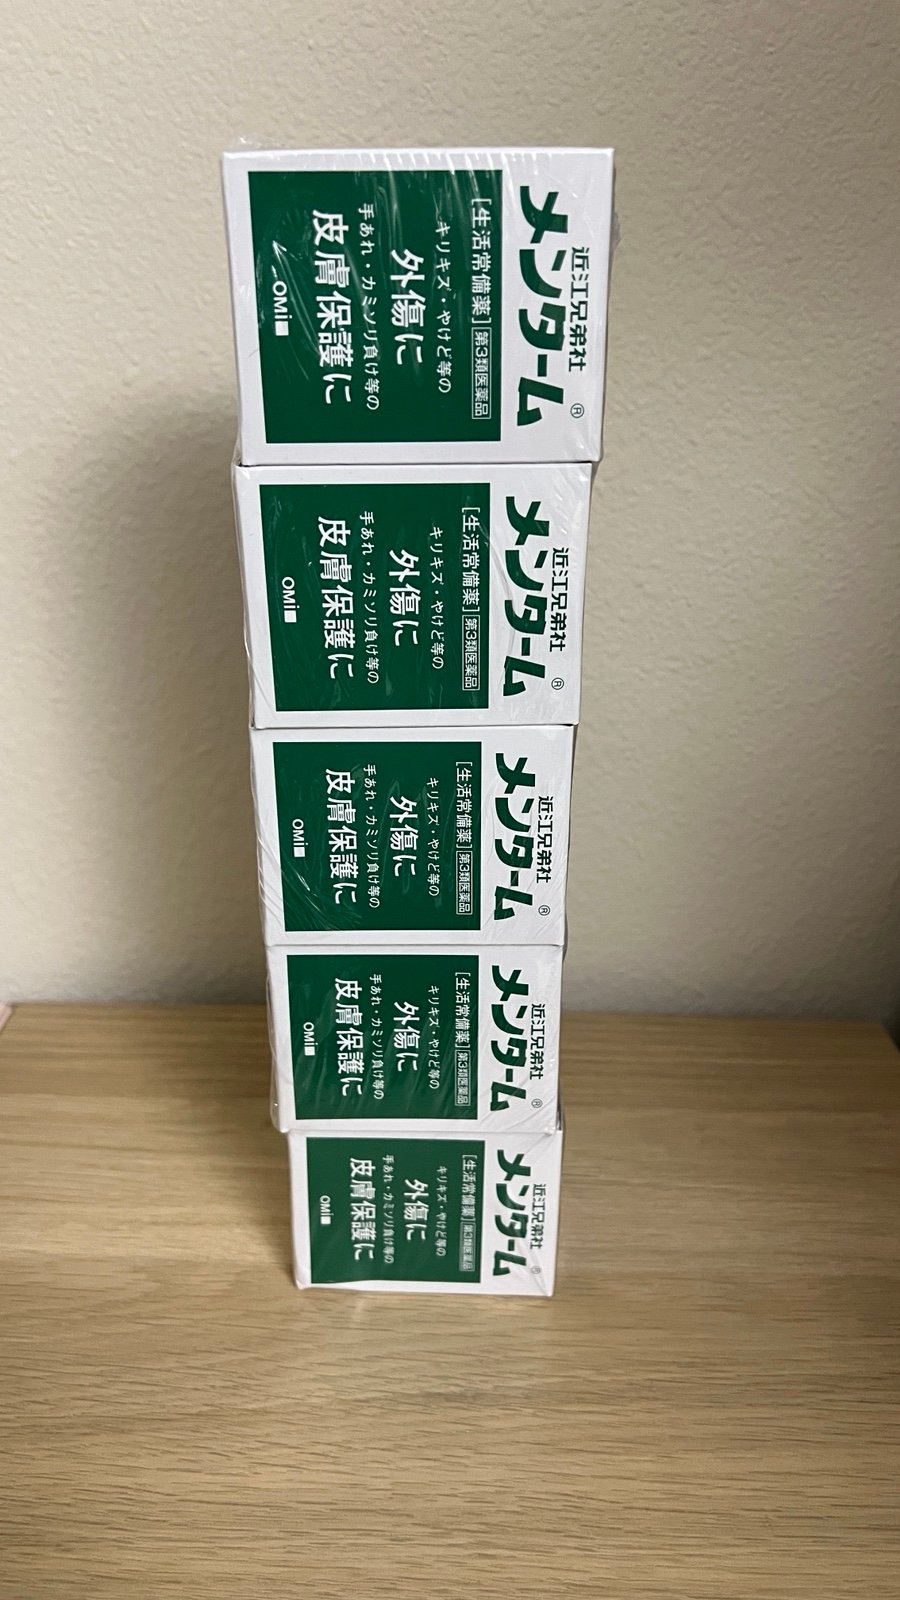 近江兄弟社
メンターム®
[生活常備薬] 第3類医薬品
キリキズ・やけど等の
外傷に
手あれ・カミソリ負け等の
皮膚保護に
OMi
近江兄弟社
メンターム®
[生活常備薬] 第3類医薬品
キリキズ・やけど等の
外傷に
手あれ・カミソリ負け等の
皮膚保護に
OMi
近江兄弟社
メンターム®
[生活常備薬] 第3類医薬品
キリキズ・やけど等の
外傷に
手あれ・カミソリ負け等の
皮膚保護に
OMi
近江兄弟社
メンターム®
[生活常備薬] 第3類医薬品
キリキズ・やけど等の
外傷に
手あれ・カミソリ負け等の
皮膚保護に
OMi
近江兄弟社
メンターム®
[生活常備薬] 第3類医薬品
キリキズ・やけど等の
外傷に
手あれ・カミソリ負け等の
皮膚保護に
OMi